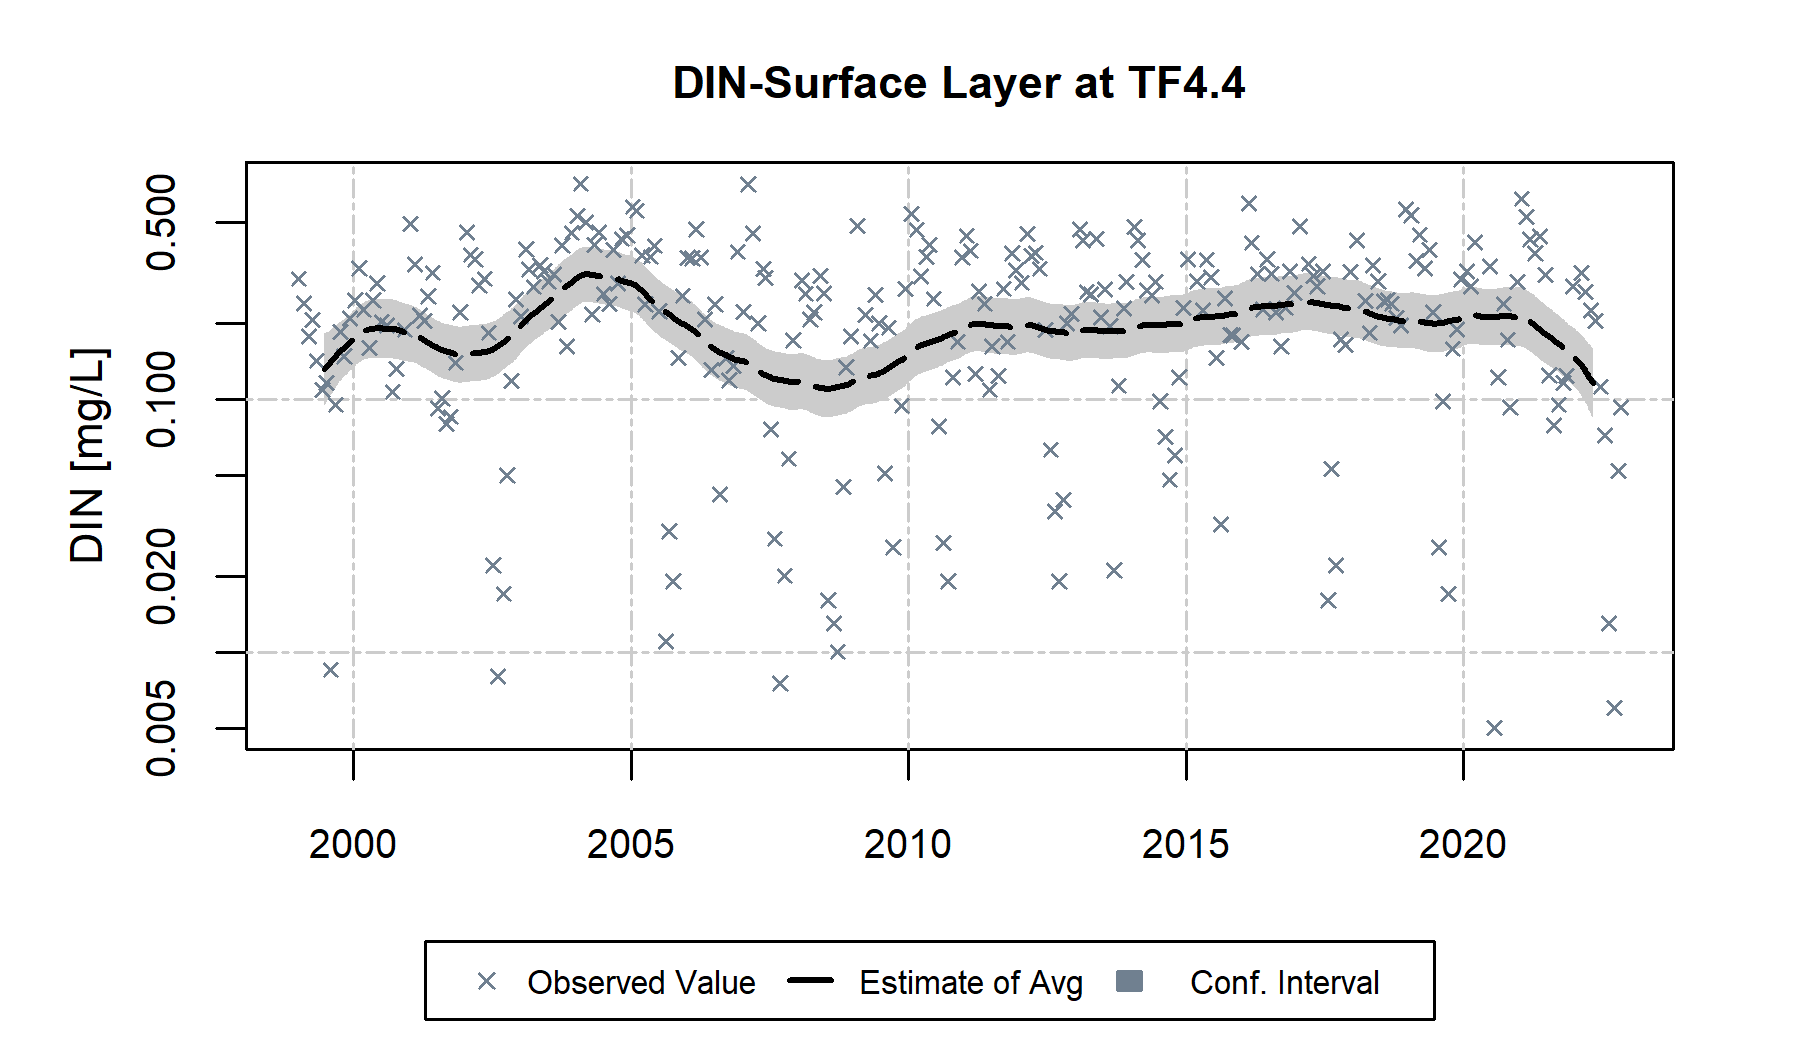 DIN-Surface Layer at TF4.4
DIN [mg/L]
0.500
0.100
0.020
0.005
2000 2005 2010 2015 2020
Observed Value Estimate of Avg Conf. Interval